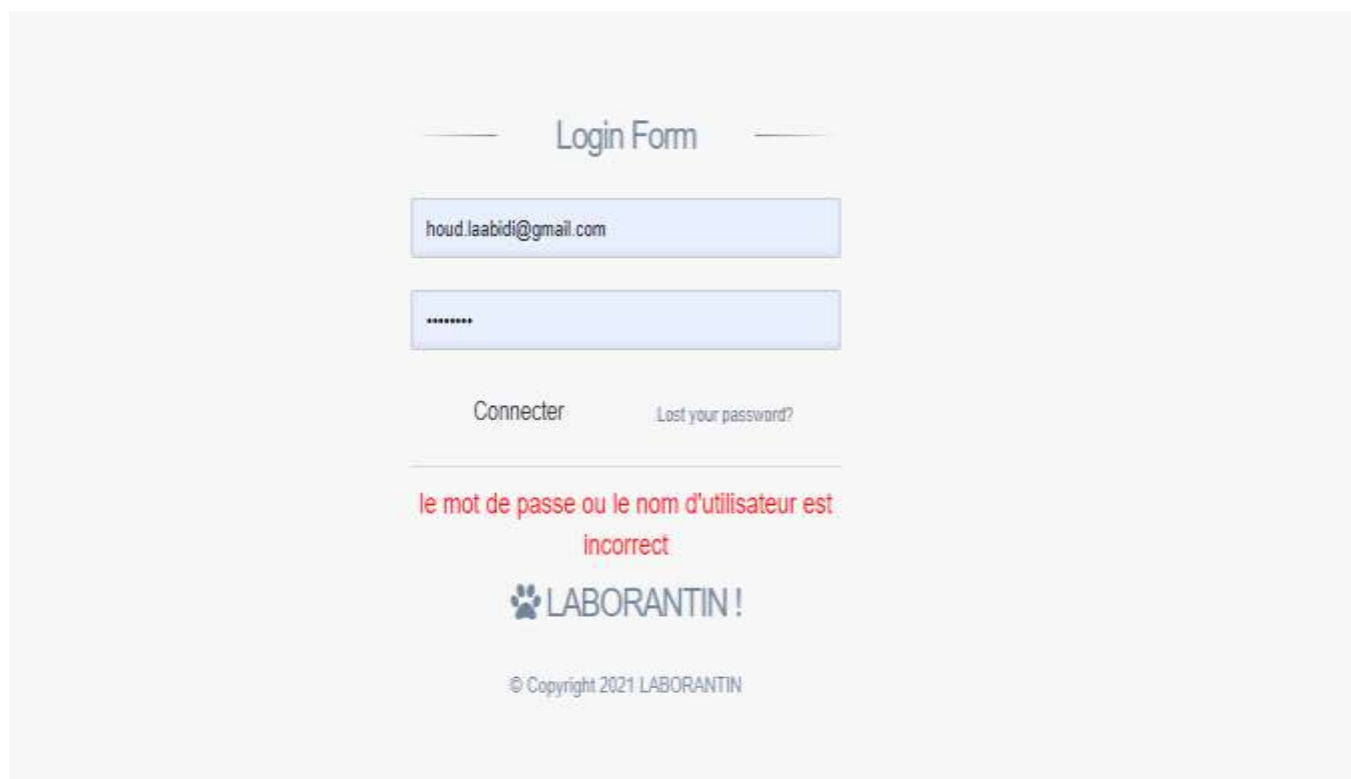 Login Form
houd.laabidi@gmail.com
••••••••
Connecter
Lost your password?
le mot de passe ou le nom d'utilisateur est
incorrect
LABORANTIN !
© Copyright 2021 LABORANTIN